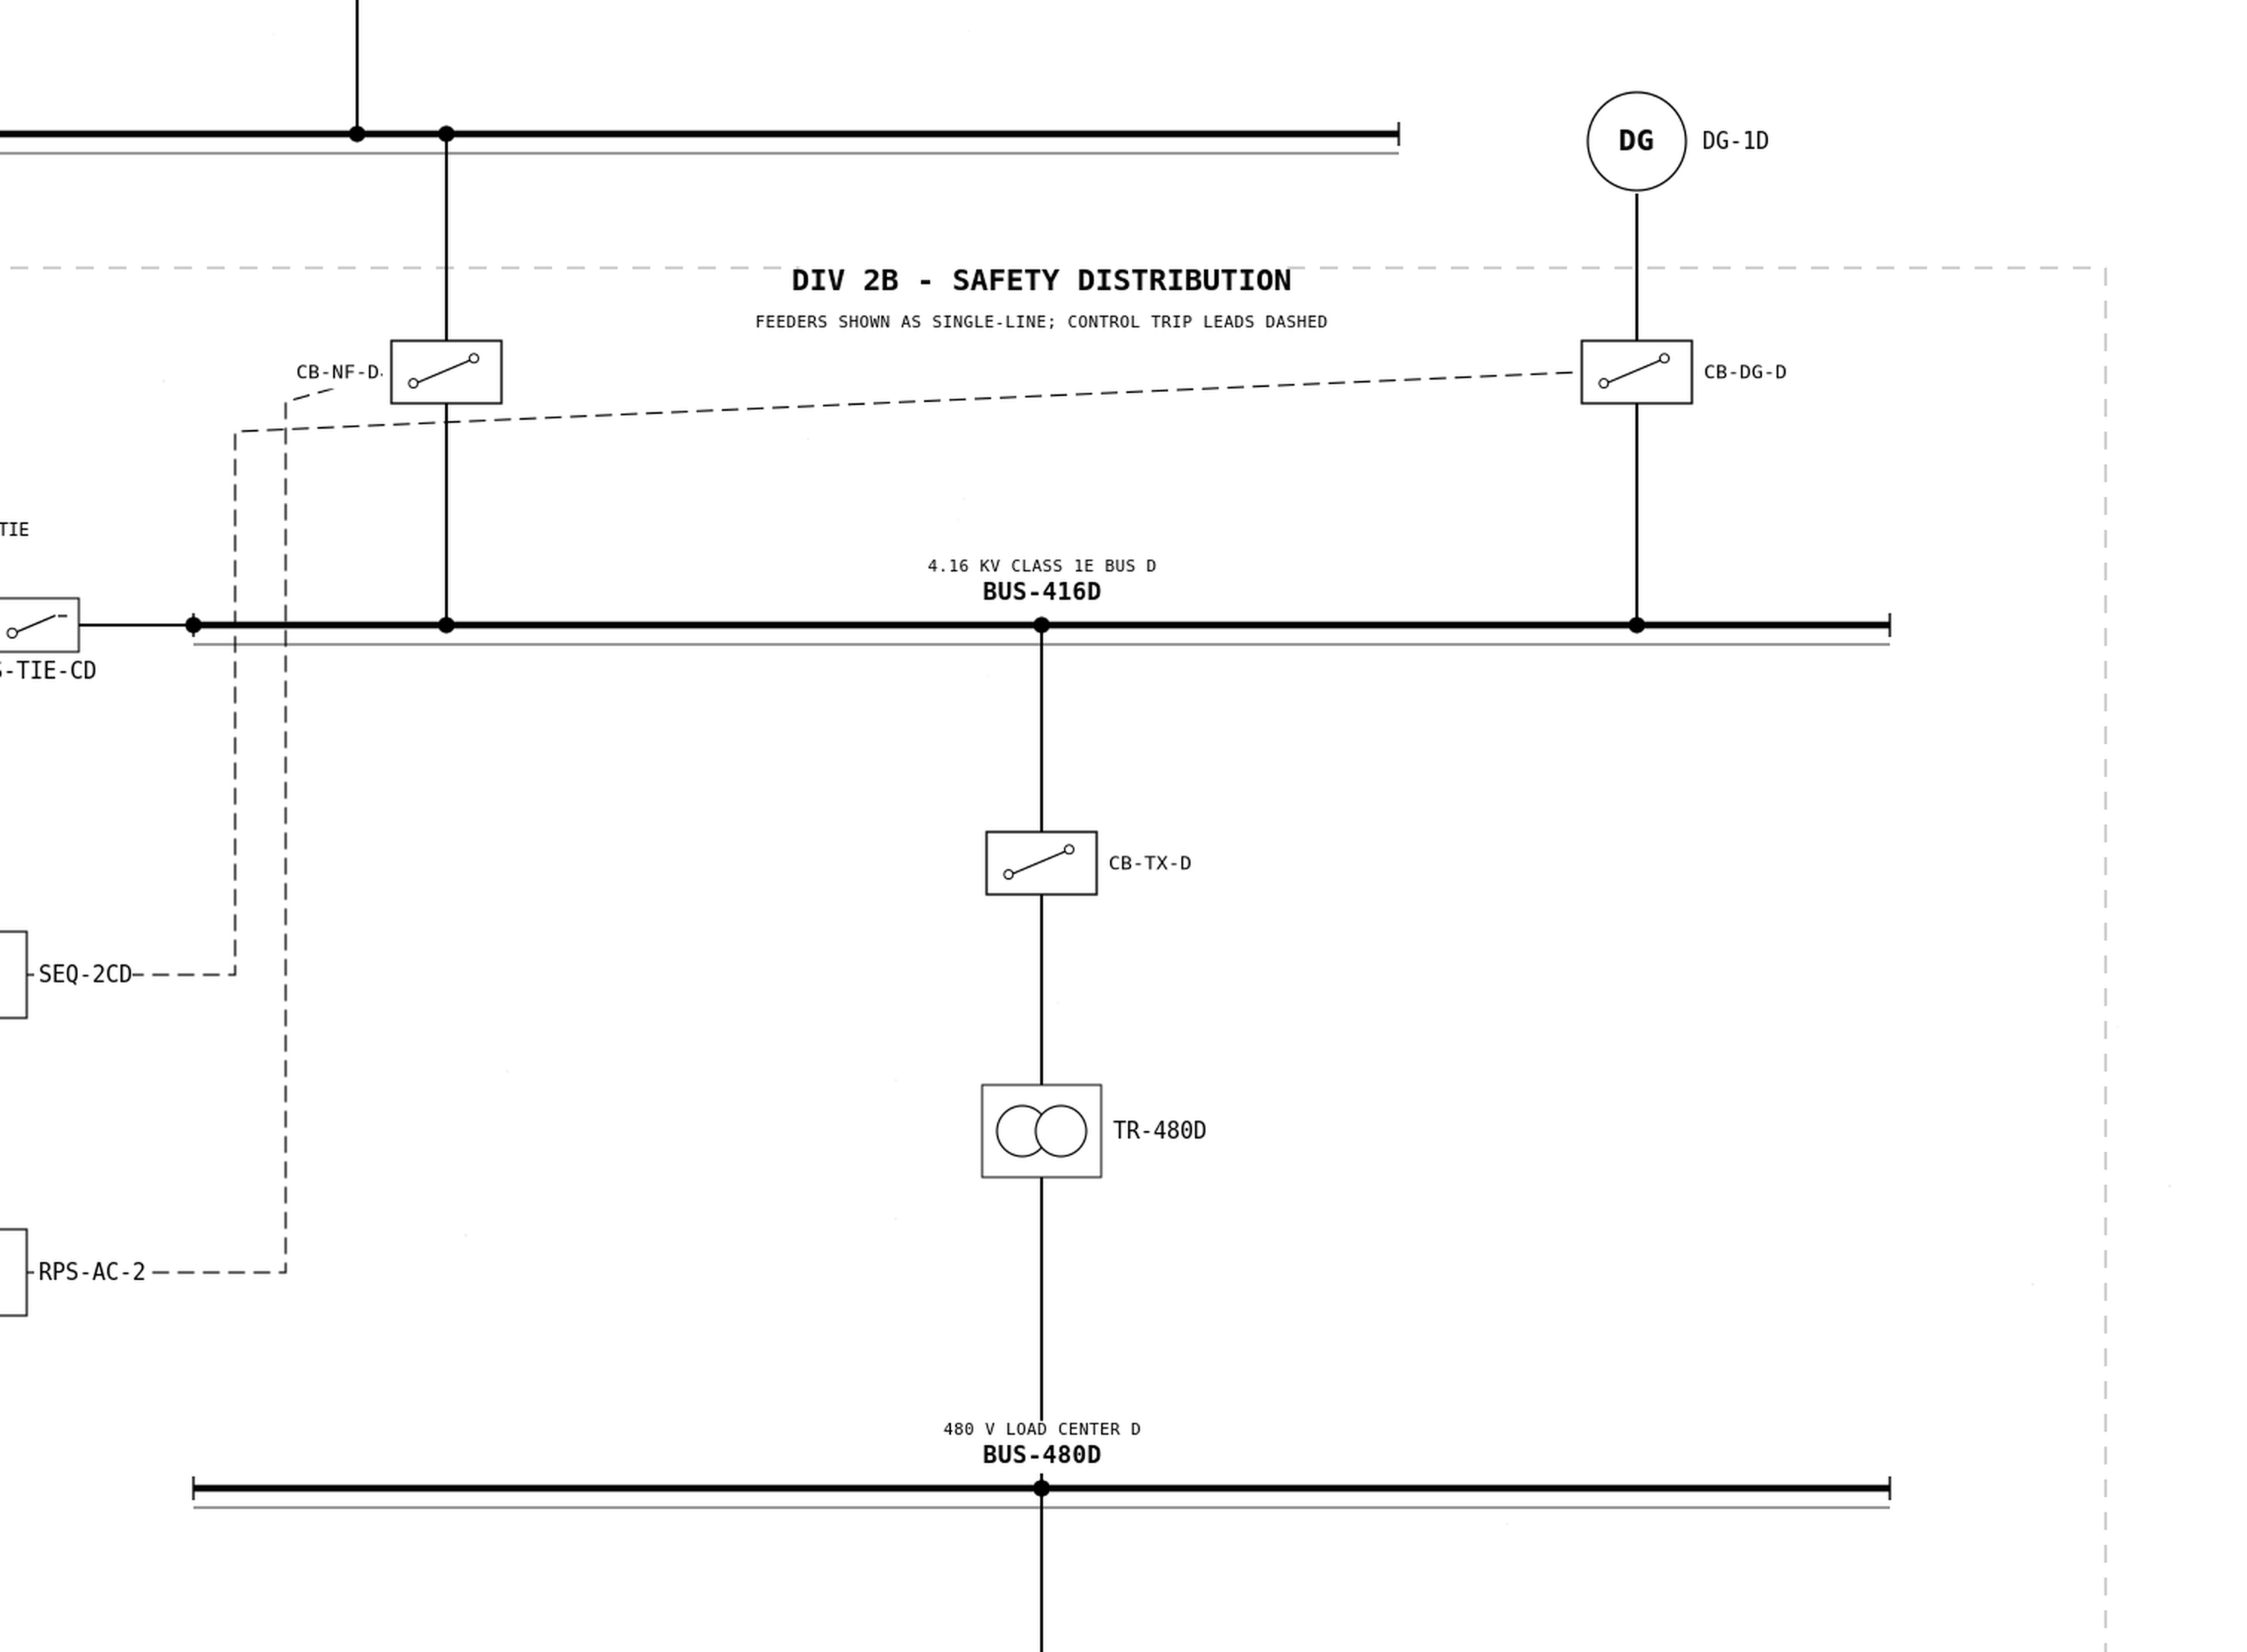 DG
DG-1D
DIV 2B - SAFETY DISTRIBUTION
FEEDERS SHOWN AS SINGLE-LINE; CONTROL TRIP LEADS DASHED
CB-NF-D
CB-DG-D
TIE
4.16 KV CLASS 1E BUS D
BUS-416D
-TIE-CD
CB-TX-D
SEQ-2CD
TR-480D
RPS-AC-2
480 V LOAD CENTER D
BUS-480D